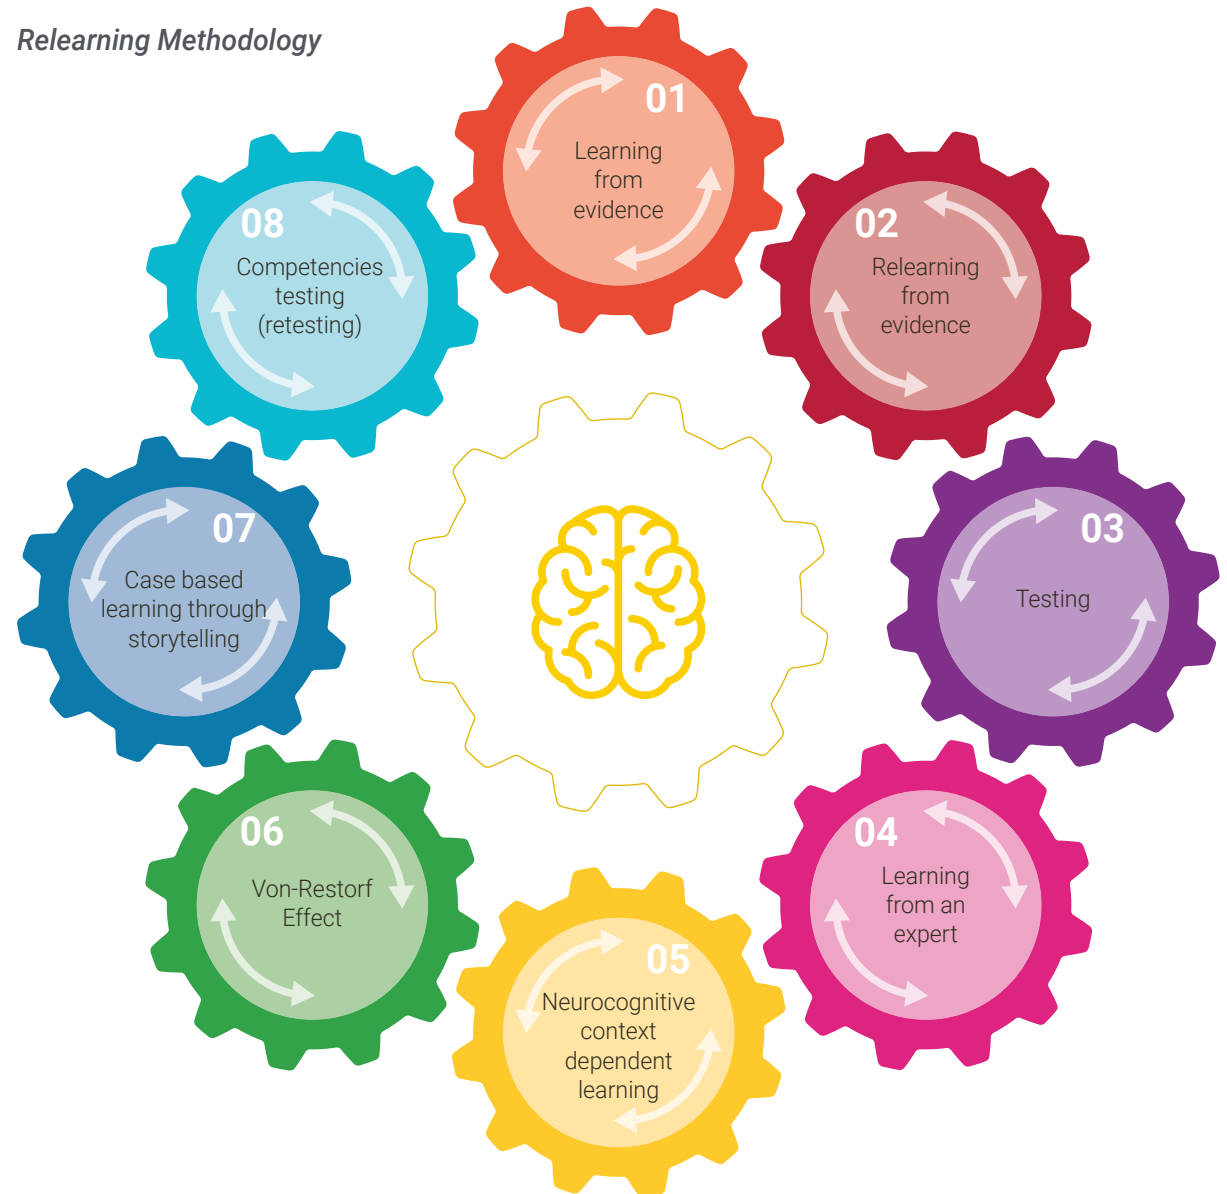 Relearning Methodology
01
Learning
from
evidence
02
Relearning
from
evidence
03
Testing
04
Learning
from an
expert
05
Neurocognitive
context
dependent
learning
06
Von-Restorf
Effect
07
Case based
learning through
storytelling
08
Competencies
testing
(retesting)